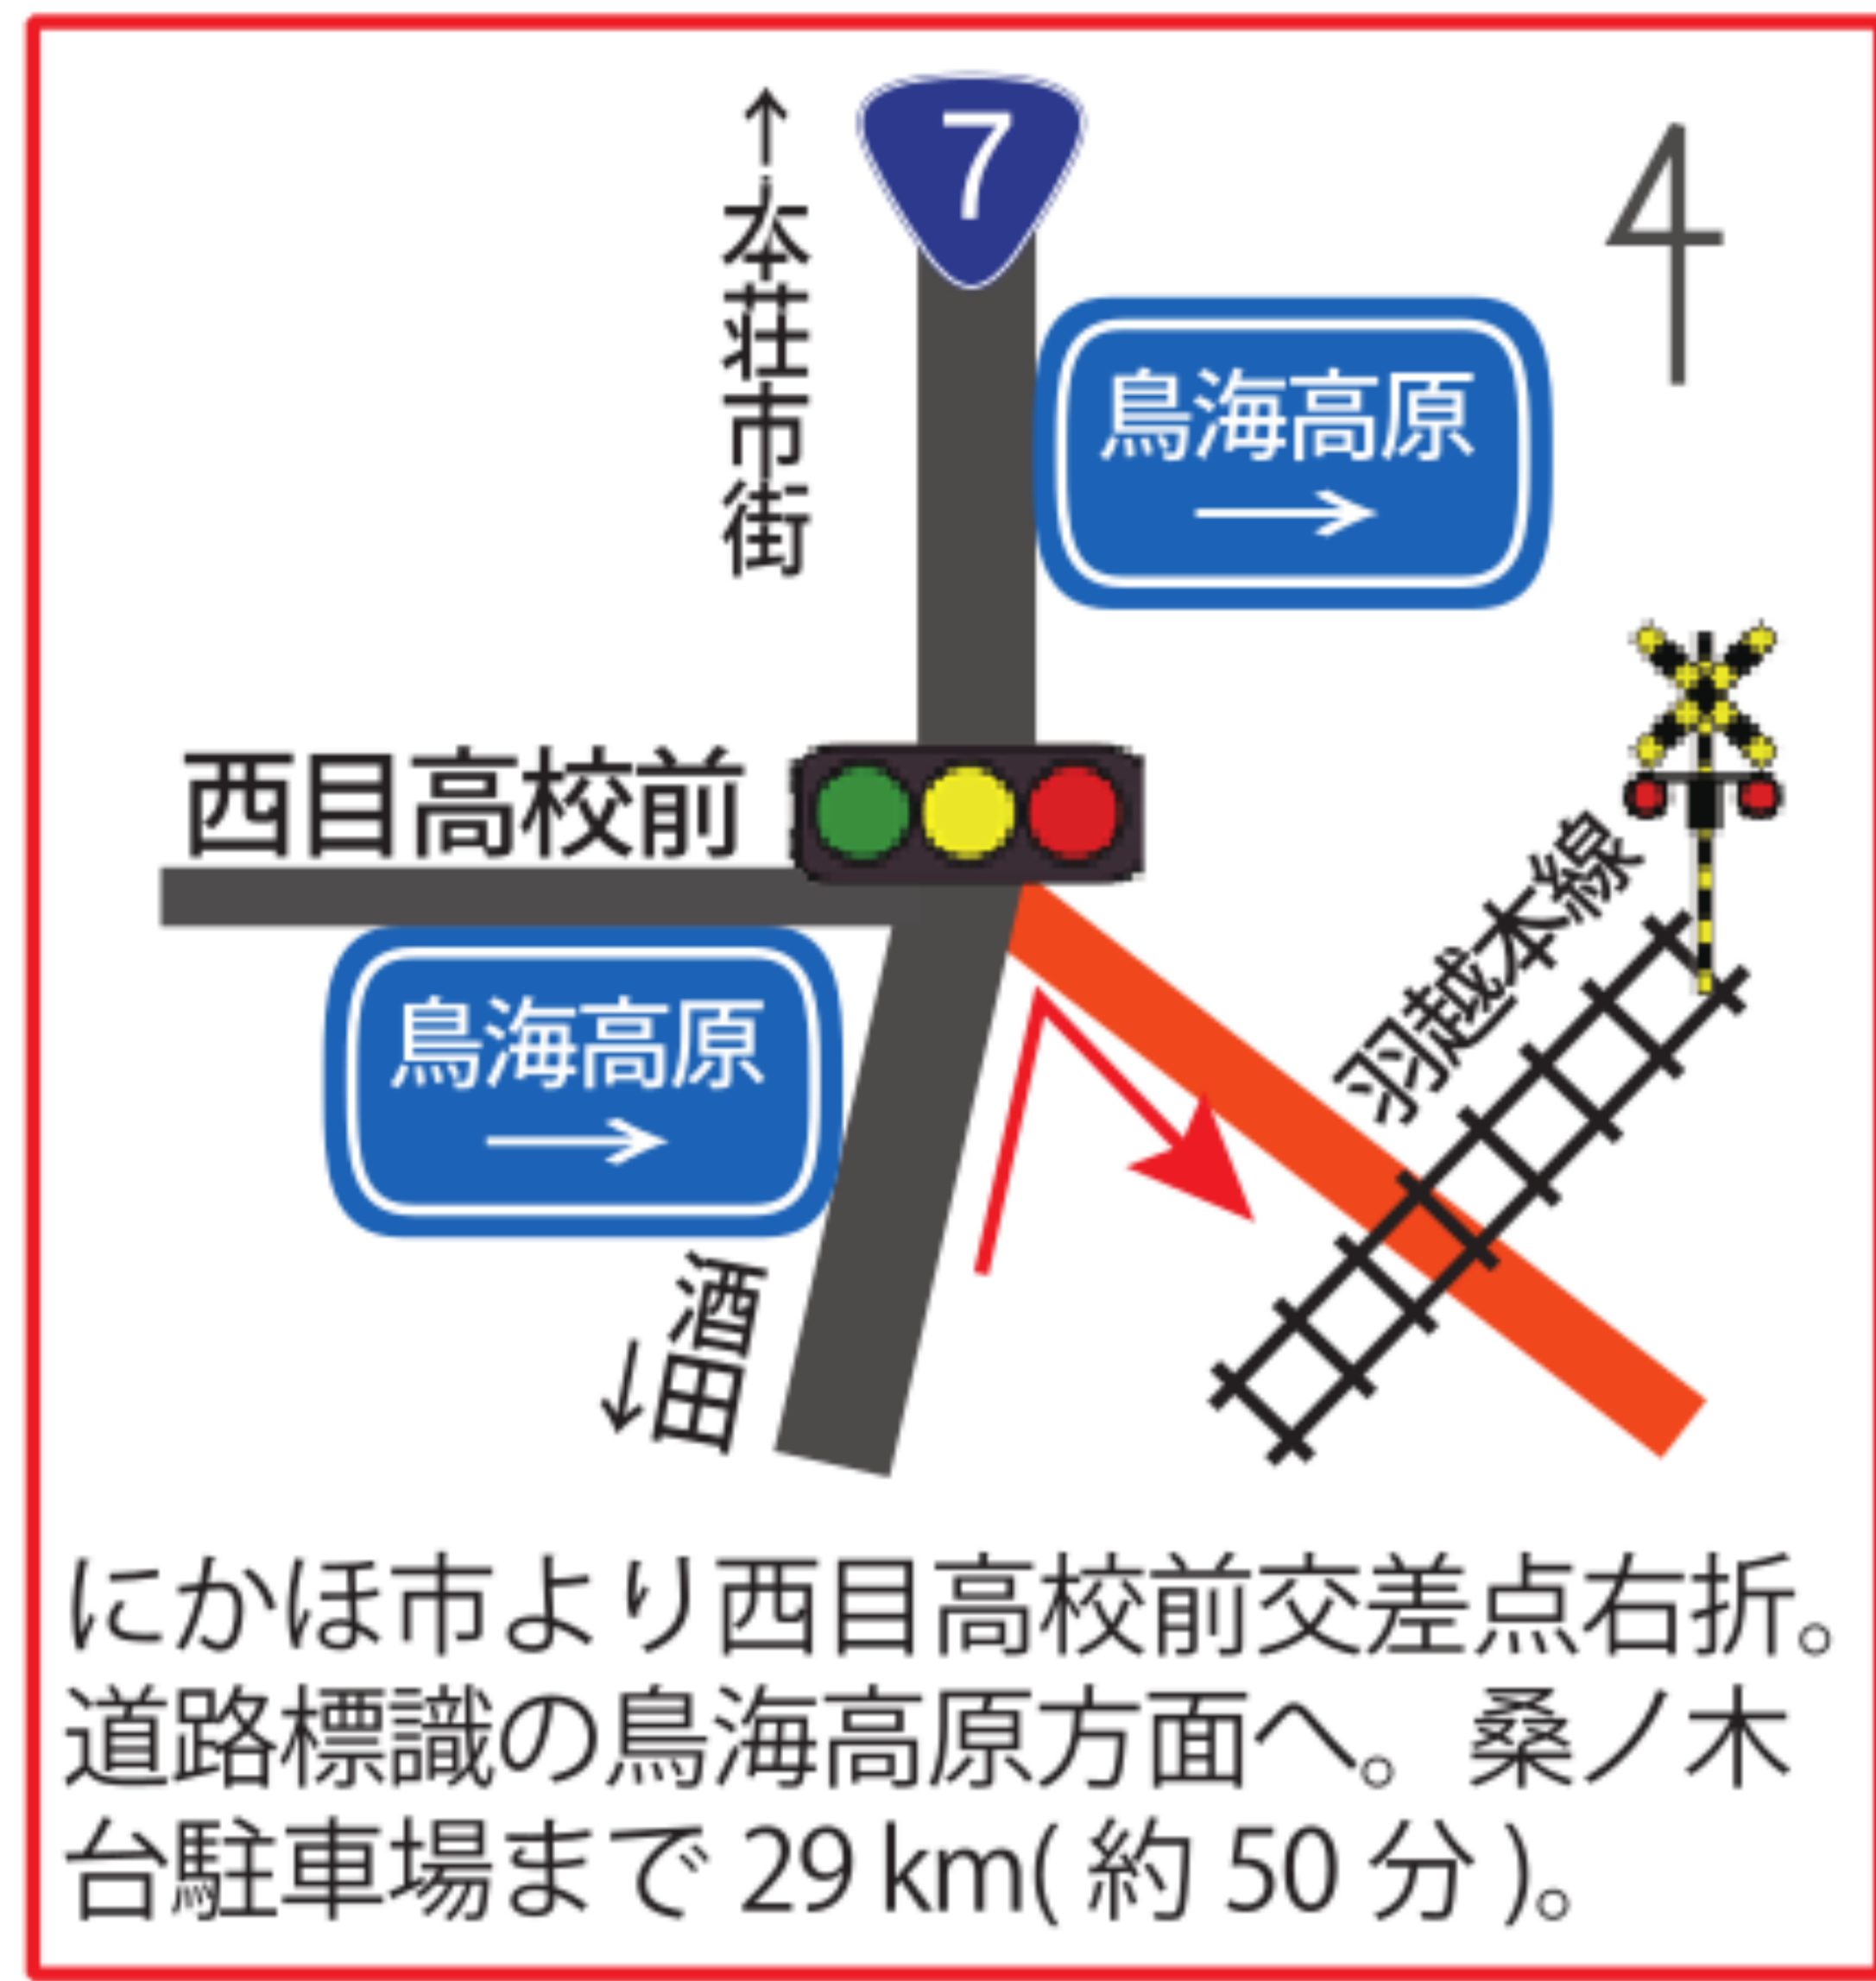 ↑本荘市街
7
鳥海高原
→
西目高校前
鳥海高原
→
羽越本線
酒田
↓
にかほ市より西目高校前交差点右折。
道路標識の鳥海高原方面へ。桑ノ木
台駐車場まで 29 km( 約 50 分 )。